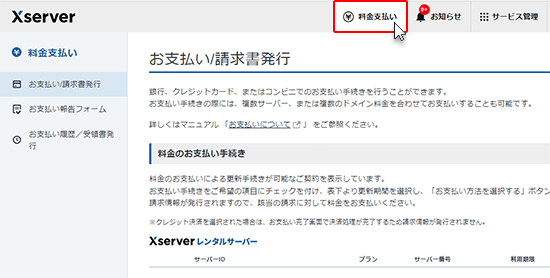 Xserver
料金支払い
9+
お知らせ
サービス管理
料金支払い
お支払い/請求書発行
お支払い報告フォーム
お支払い履歴／受領書発
行
お支払い/請求書発行
銀行、クレジットカード、またはコンビニでのお支払い手続きを行うことができます。
お支払い手続きの際には、複数サーバー、または複数のドメイン料金を合わせてお支払いすることも可能です。
詳しくはマニュアル「お支払いについて」をご参照ください。
料金のお支払い手続き
料金のお支払いによる更新手続きが可能なご契約を表示しています。
お支払い手続きをご希望の項目にチェックを付け、表下より更新期間を選択し、「お支払い方法を選択する」ボタン
請求情報が発行されますので、該当の請求に対して料金をお支払いください。
※クレジット決済を選択された場合は、お支払い完了画面で決済処理が完了するため請求情報が発行されません。
Xserver レンタルサーバー
サーバーID プラン サーバー番号 利用期限